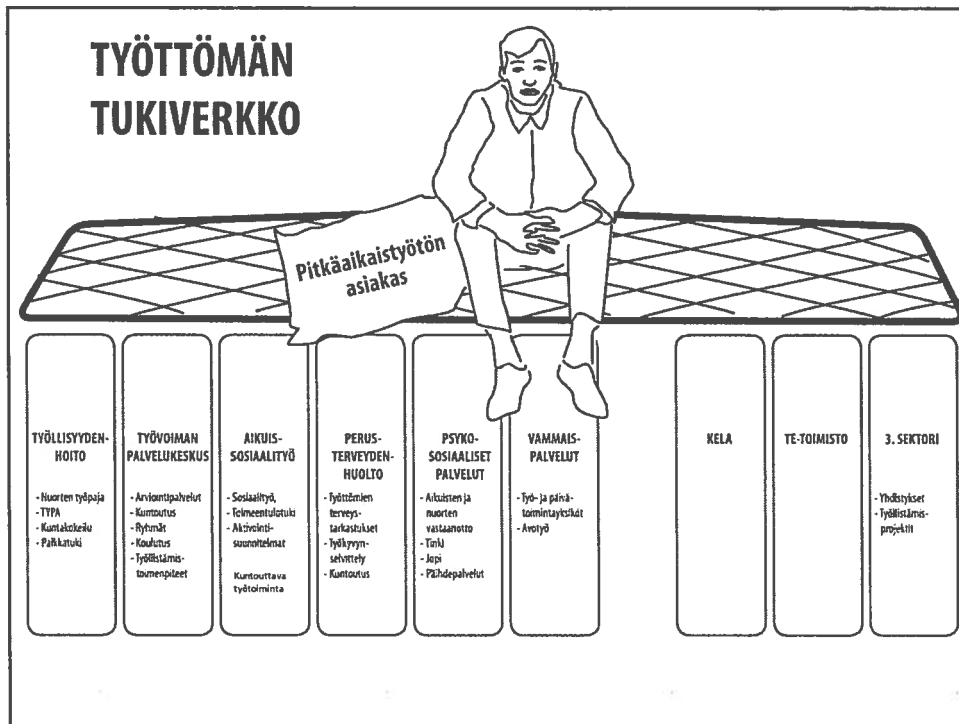 TYÖTTÖMÄN
TUKIVERKKO
Pitkäaikaistyötön
asiakas
TYÖLLISYYDEN-
HOITO
- Nuorten työpaja
- TYPA
- Kuntakokeilu
- Palkkatuki
TYÖVOIMAN
PALVELUKESKUS
- Arviointipalvelut
- Kuntoutus
- Ryhmät
- Koulutus
- Työllistämis-
toimenpiteet
AIKUIS-
SOSIAALITYÖ
- Sosiaalityö,
- Toimeentulotuki
- Aktivointi-
suunnitelmat
Kuntouttava
työtoiminta
PERUS-
TERVEYDEN-
HUOLTO
- Työttömien
terveys-
tarkastukset
- Työkyvyn-
selvittely
- Kuntoutus
PSYKO-
SOSIAALISET
PALVELUT
- Aikuisten ja
nuorten
vastaanotto
- Tinki
- Jopi
- Päihdepalvelut
VAMMAIS-
PALVELUT
- Työ- ja päivä-
toimintayksiköt
- Avotyö
KELA
TE-TOIMISTO
3. SEKTORI
- Yhdistykset
- Työllistämis-
projektit